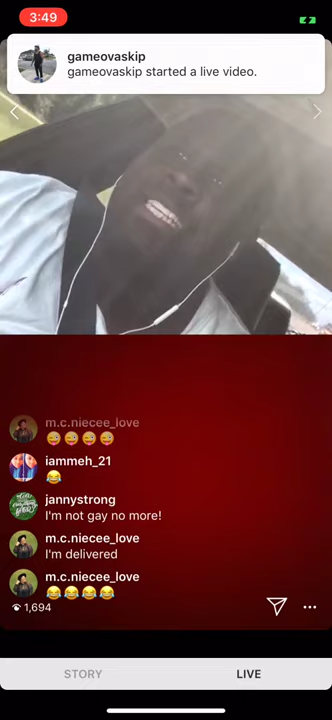 3:49
gameovaskip
gameovaskip started a live video.
m.c.niecee_love
iammeh_21
jannystrong
I'm not gay no more!
m.c.niecee_love
I'm delivered
m.c.niecee_love
1,694
STORY LIVE